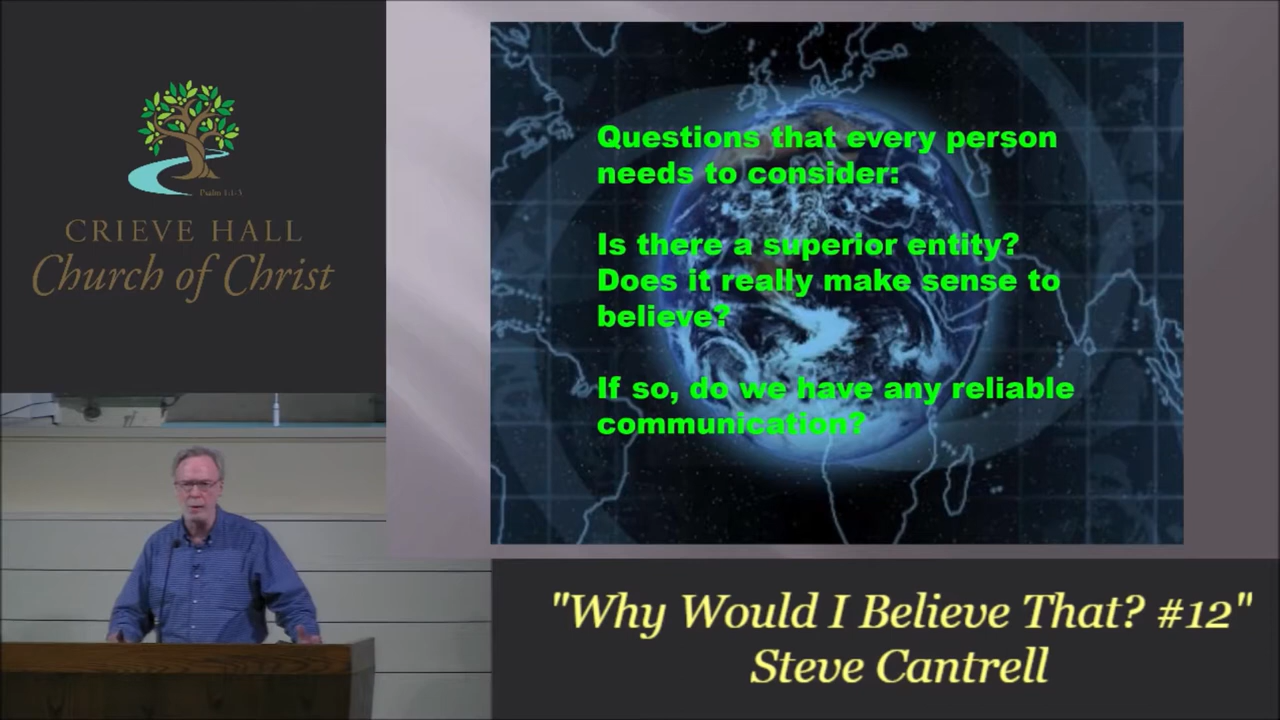 Psalm 1:1-3
CRIEVE HALL
Church of Christ
Questions that every person
needs to consider:
Is there a superior entity?
Does it really make sense to
believe?
If so, do we have any reliable
communication?
"Why Would I Believe That? #12"
Steve Cantrell